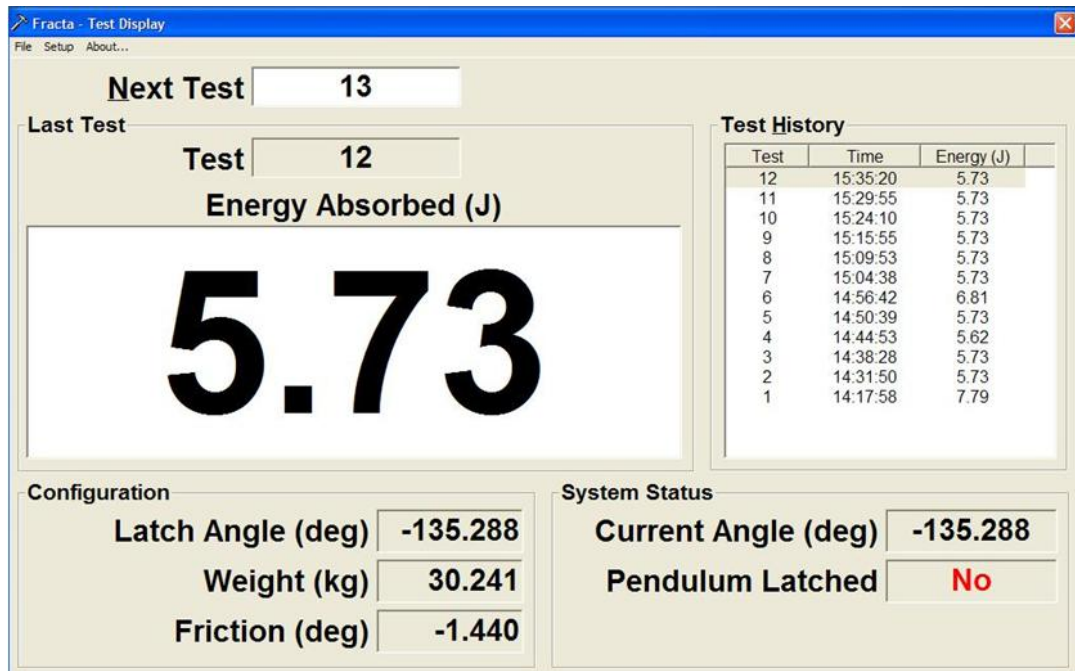 Fracta - Test Display
File Setup About...
Next Test 13
Last Test
Test 12
Energy Absorbed (J)
5.73
Test History
Test Time Energy (J)
12 15:35:20 5.73
11 15:29:55 5.73
10 15:24:10 5.73
9 15:15:55 5.73
8 15:09:53 5.73
7 15:04:38 5.73
6 14:56:42 6.81
5 14:50:39 5.73
4 14:44:53 5.62
3 14:38:28 5.73
2 14:31:50 5.73
1 14:17:58 7.79
Configuration
Latch Angle (deg) -135.288
Weight (kg) 30.241
Friction (deg) -1.440
System Status
Current Angle (deg) -135.288
Pendulum Latched No